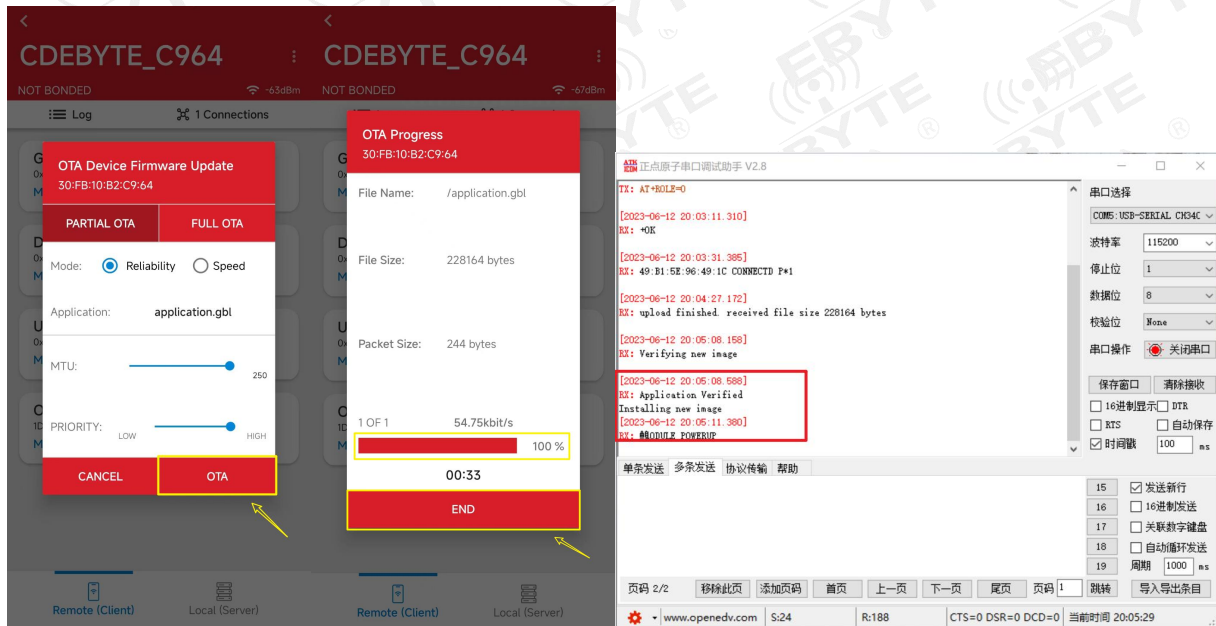 CDEBYTE_C964
NOT BONDED
-63dBm
Log
1 Connections
OTA Device Firmware Update
30:FB:10:B2:C9:64
PARTIAL OTA
FULL OTA
Mode:
Reliability
Speed
Application:
application.gbl
MTU:
250
PRIORITY:
LOW
HIGH
CANCEL
OTA
Remote (Client)
Local (Server)
CDEBYTE_C964
NOT BONDED
-67dBm
OTA Progress
30:FB:10:B2:C9:64
File Name:
/application.gbl
File Size:
228164 bytes
Packet Size:
244 bytes
1 OF 1
54.75kbit/s
100 %
00:33
END
Remote (Client)
Local (Server)
EBYTE
®
正点原子串口调试助手 V2.8
TX: AT+ROLE=0
[2023-06-12 20:03:11.310]
RX: +OK
[2023-06-12 20:03:31.385]
RX: 49:B1:5E:96:49:1C CONNECTD P*1
[2023-06-12 20:04:27.172]
RX: upload finished. received file size 228164 bytes
[2023-06-12 20:05:08.158]
RX: Verifying new image
[2023-06-12 20:05:08.588]
RX: Application Verified
Installing new image
[2023-06-12 20:05:11.380]
ODULE POWERUP
串口选择
COM5:USB-SERIAL CH34C
波特率
115200
停止位
1
数据位
8
校验位
None
串口操作
关闭串口
保存窗口
清除接收
16进制显示
DTR
RTS
自动保存
时间戳
100
ms
单条发送
多条发送
协议传输
帮助
15
发送新行
16
16进制发送
17
关联数字键盘
18
自动循环发送
19
周期
1000
ms
页码 2/2
移除此页
添加页码
首页
上一页
下一页
尾页
页码
1
跳转
导入导出条目
www.openedv.com
S:24
R:188
CTS=0 DSR=0 DCD=0
当前时间 20:05:29